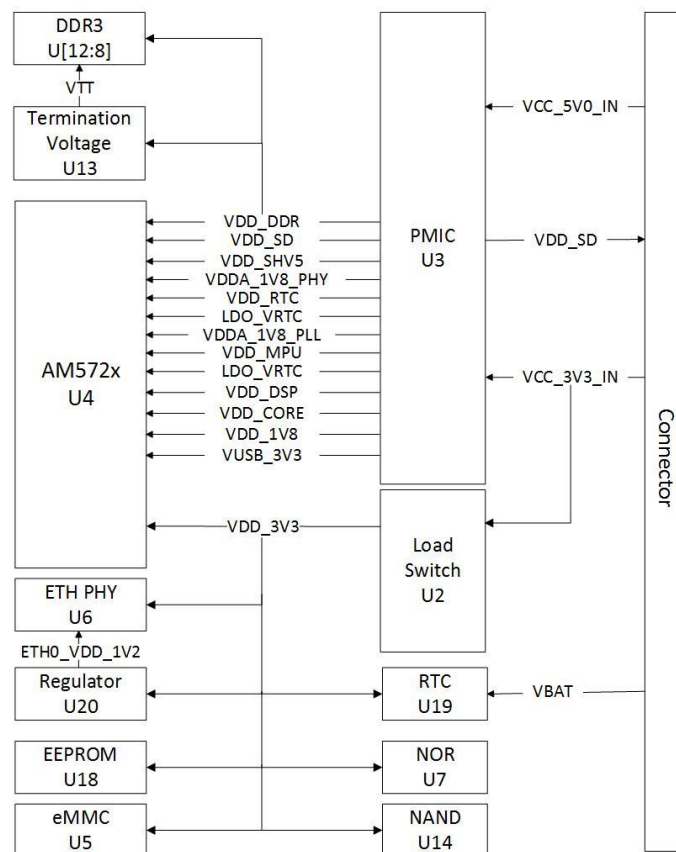 DDR3
U[12:8]
VTT
Termination
Voltage
U13
VCC_5V0_IN
VDD_DDR
VDD_SD
VDD_SHV5
VDDA_1V8_PHY
VDD_RTC
LDO_VRTC
VDDA_1V8_PLL
VDD_MPU
LDO_VRTC
VDD_DSP
VDD_CORE
VDD_1V8
VUSB_3V3
PMIC
U3
VDD_SD
AM572x
U4
VCC_3V3_IN
Connector
VDD_3V3
Load
Switch
U2
ETH PHY
U6
ETH0_VDD_1V2
Regulator
U20
RTC
U19
VBAT
EEPROM
U18
NOR
U7
eMMC
U5
NAND
U14